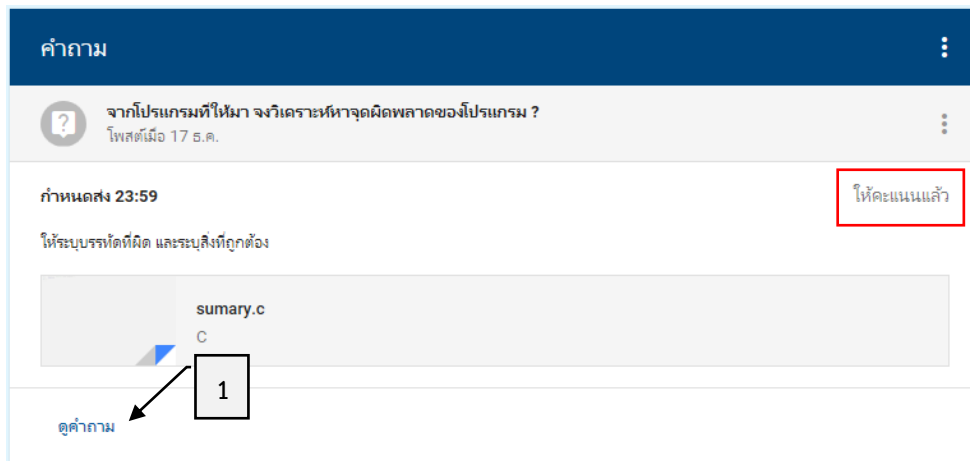 คำถาม
จากโปรแกรมที่ให้มา จงวิเคราะห์หาจุดผิดพลาดของโปรแกรม ?
โพสต์เมื่อ 17 ธ.ค.
กำหนดส่ง 23:59
ให้คะแนนแล้ว
ให้ระบุบรรทัดที่ผิด และระบุสิ่งที่ถูกต้อง
sumary.c
C
1
ดูคำถาม